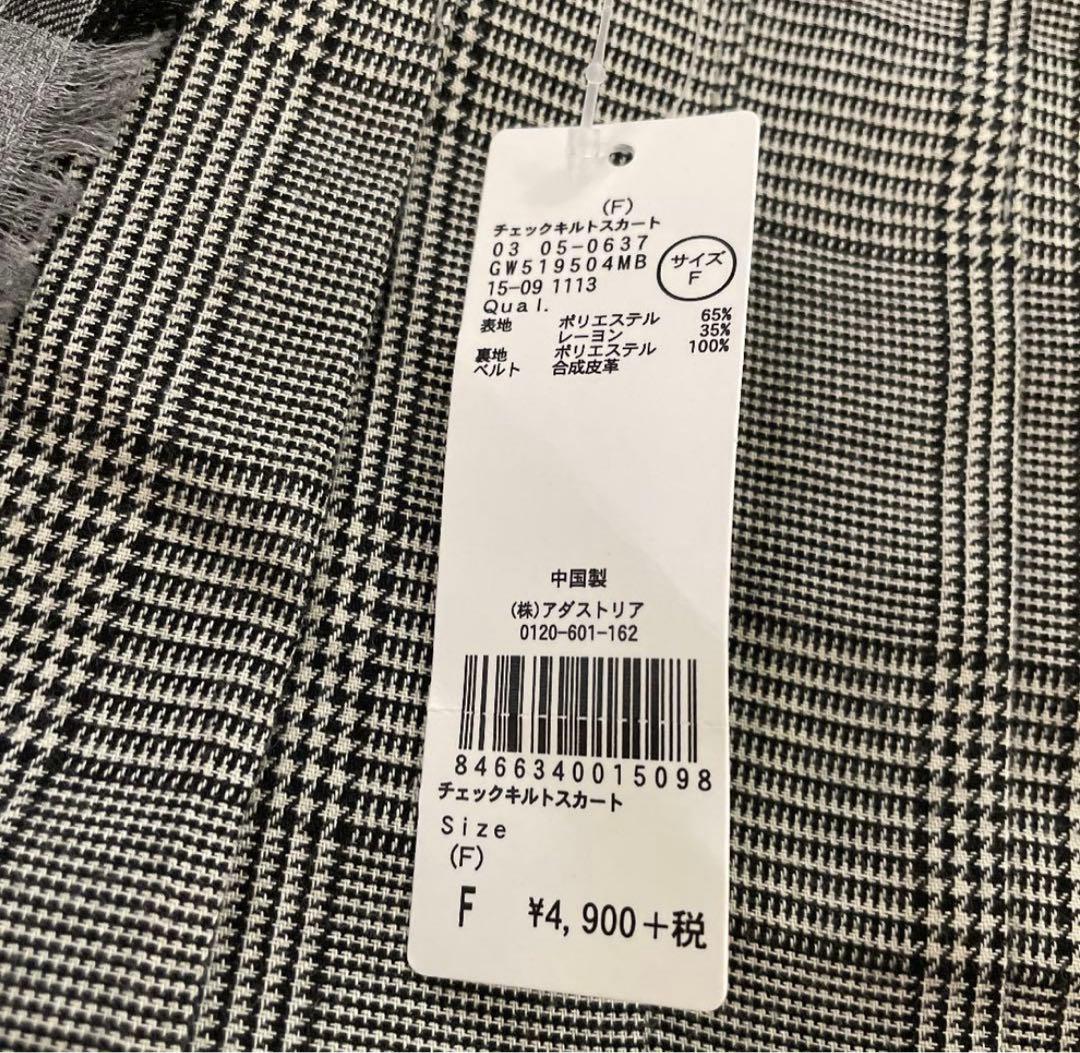 (F)
チェックキルトスカート
03 05-0637
GW519504MB
サイズ
F
15-09 1113
Qual.
表地 ポリエステル 65%
レーヨン 35%
裏地 ポリエステル 100%
ベルト 合成皮革
中国製
(株)アダストリア
0120-601-162
8466340015098
チェックキルトスカート
Size
(F)
F ¥4,900+税